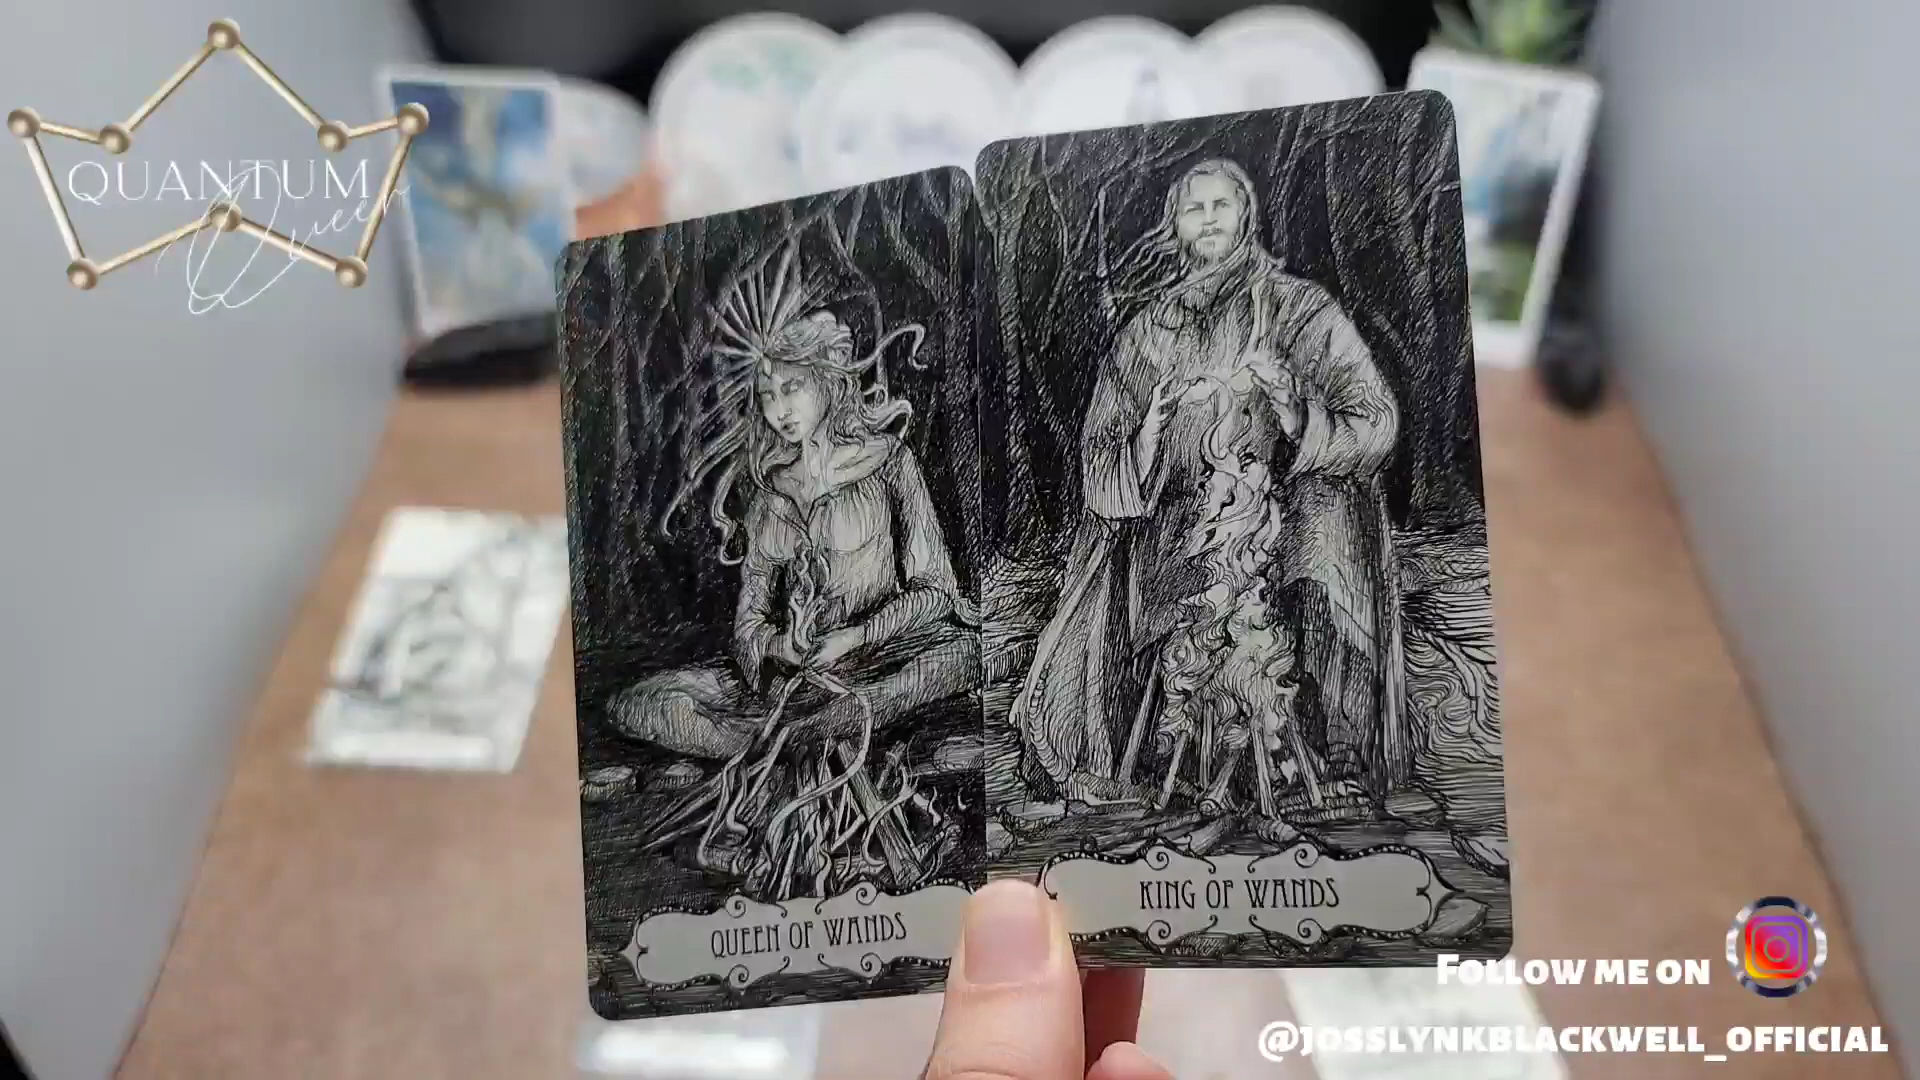 QUANTUM
Queen
QUEEN OF WANDS
KING OF WANDS
FOLLOW ME ON
@JOSSLYNKBLACKWELL_OFFICIAL